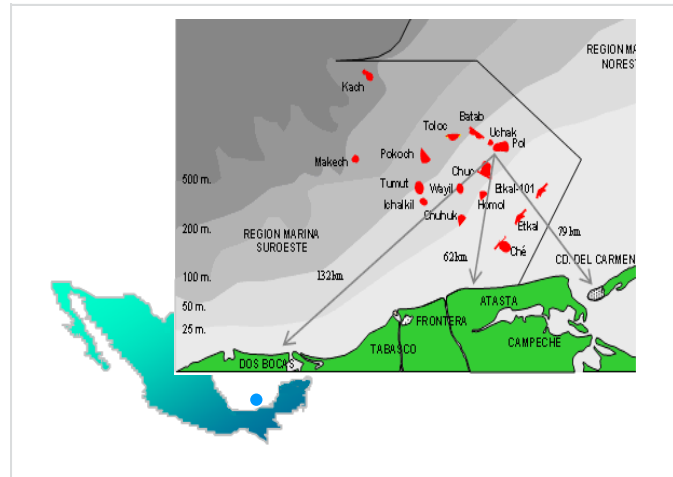 REGION MA
NORES
Kach
Batab
Toloc
Uchak
Pol
Makech
Pokoch
Chuc
500 m.
Tumut
Wayil
Etkal-101
Ichalkil
Homol
Chuhuk
Etkal
79 km
200 m.
REGION MARINA
SUROESTE
Ché
62 km
132 km
CD. DEL CARMEN
100 m.
50 m.
25 m.
ATASTA
FRONTERA
TABASCO
CAMPECHE
DOS BOCAS